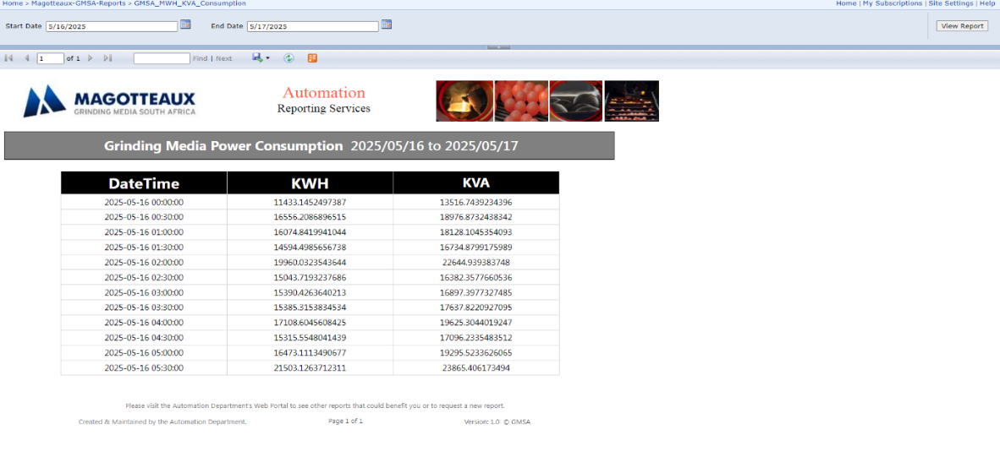 Home > Magotteaux-GMSA-Reports > GMSA_MWH_KVA_Consumption
Home | My Subscriptions | Site Settings | Help
Start Date 5/16/2025 End Date 5/17/2025 View Report
1 of 1 Find | Next
MAGOTTEAUX
GRINDING MEDIA SOUTH AFRICA
Automation
Reporting Services
Grinding Media Power Consumption 2025/05/16 to 2025/05/17
DateTime KWH KVA
2025-05-16 00:00:00 11433.1452497387 13516.7439234396
2025-05-16 00:30:00 16556.2086896515 18976.8732438342
2025-05-16 01:00:00 16074.8419941044 18128.1045354093
2025-05-16 01:30:00 14594.4985656738 16734.8799175989
2025-05-16 02:00:00 19960.0323543644 22644.939383748
2025-05-16 02:30:00 15043.7193237686 16382.3577660536
2025-05-16 03:00:00 15390.4263640213 16897.3977327485
2025-05-16 03:30:00 15385.3153834534 17637.8220927095
2025-05-16 04:00:00 17108.6045608425 19625.3044019247
2025-05-16 04:30:00 15315.5548041439 17096.2335483512
2025-05-16 05:00:00 16473.1113490677 19295.5233626065
2025-05-16 05:30:00 21503.1263712311 23865.406173494
Please visit the Automation Department's Web Portal to see other reports that could benefit you or to request a new report.
Created & Maintained by the Automation Department. Page 1 of 1 Version: 1.0 © GMSA